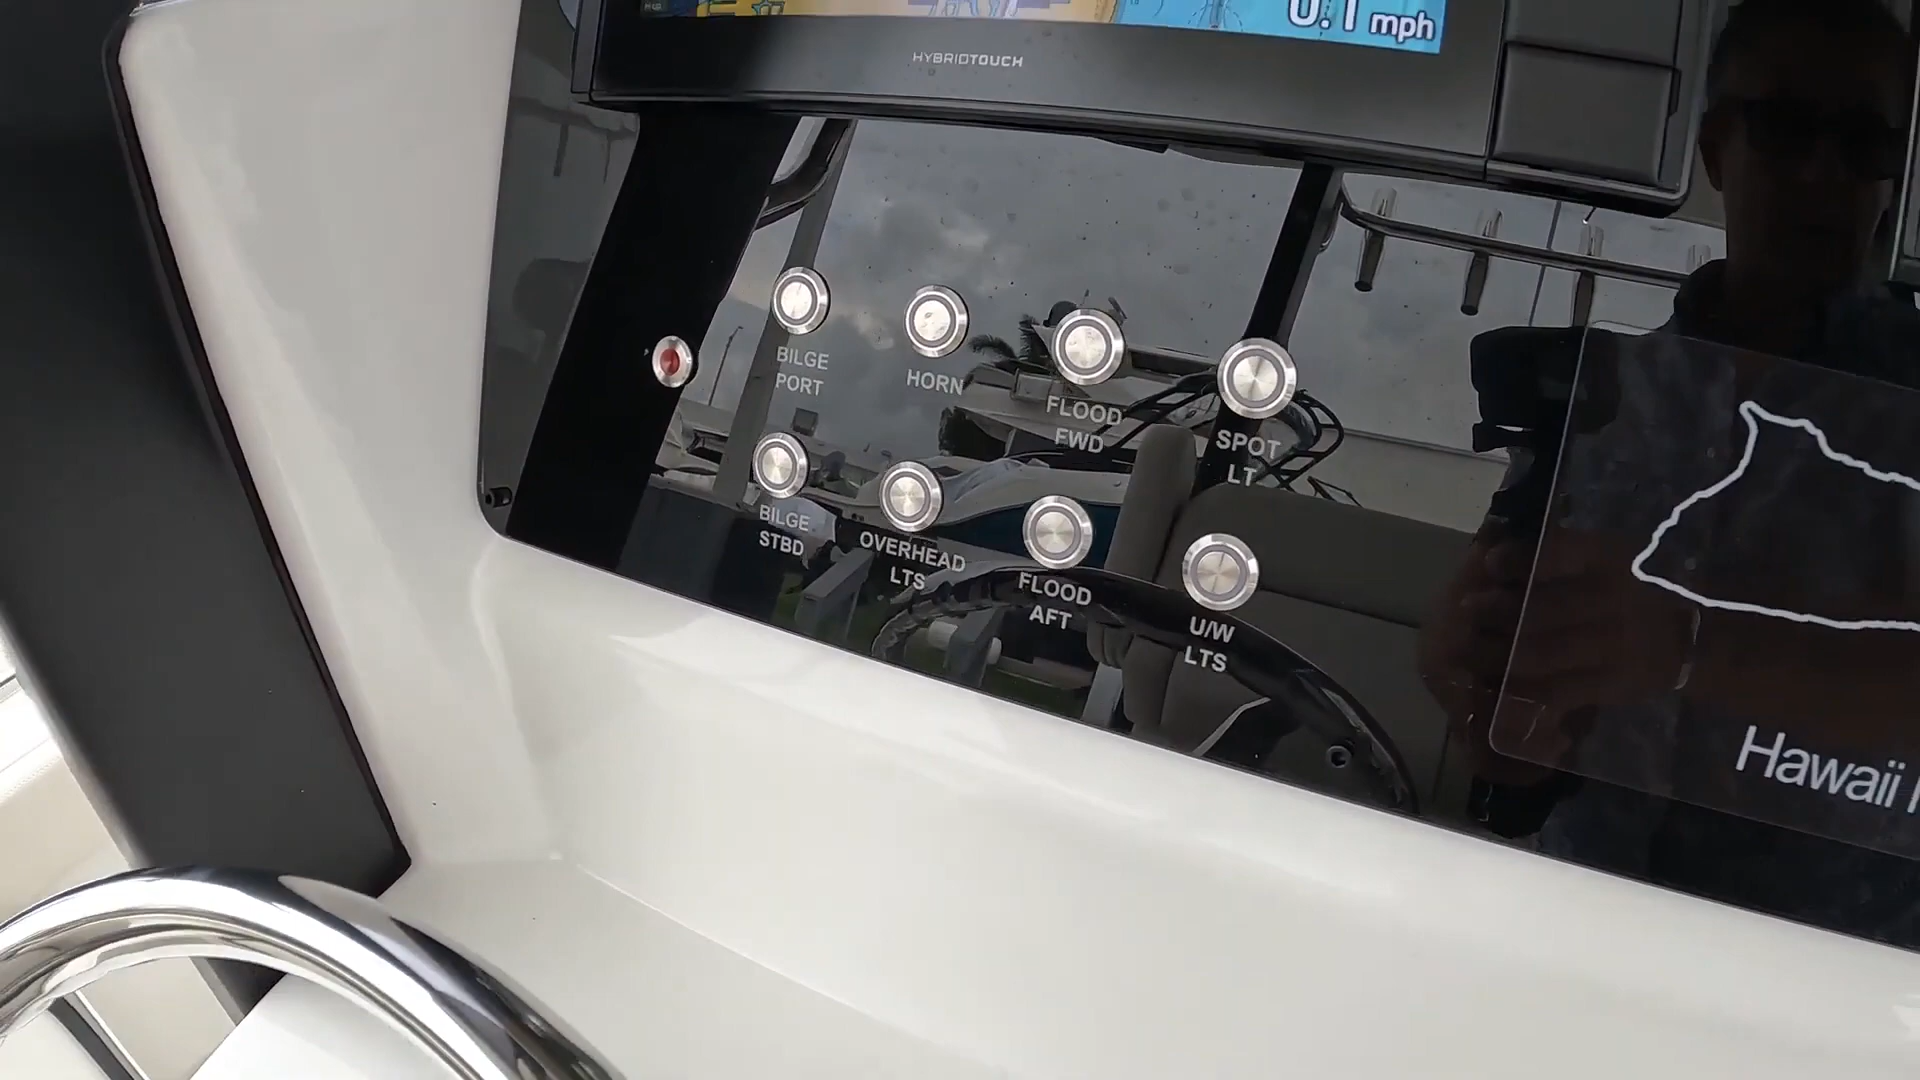 0.1 mph
HYBRIDTOUCH
BILGE
PORT
HORN
FLOOD
FWD
SPOT
LT
BILGE
STBD
OVERHEAD
LTS
FLOOD
AFT
U/W
LTS
Hawaii